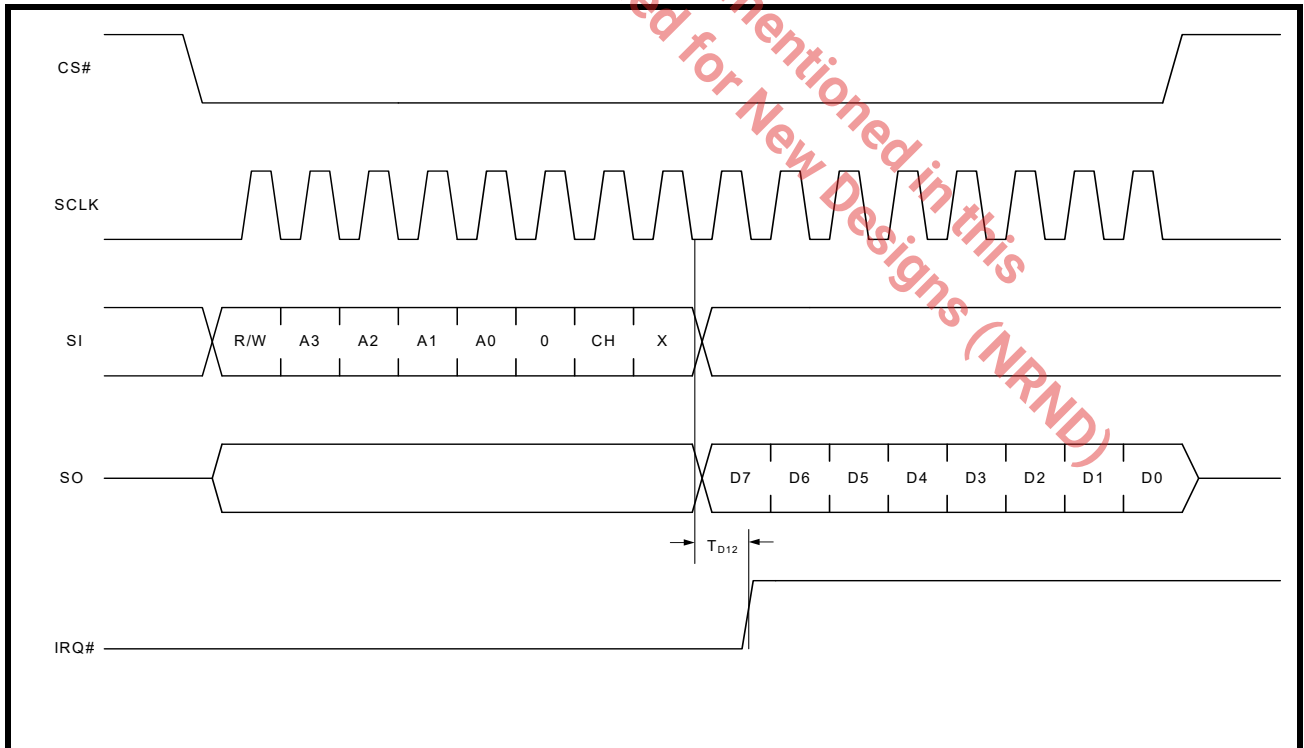 mentioned in this
ed for New Designs (NRND)
CS#
SCLK
SI
R/W A3 A2 A1 A0 0 CH X
SO
D7 D6 D5 D4 D3 D2 D1 D0
TD12
IRQ#